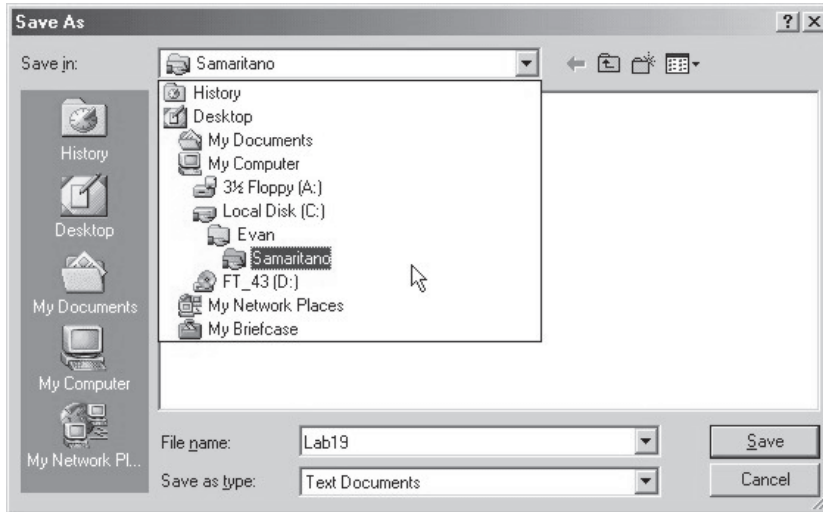 Save As
Save in:
Samaritano
History
Desktop
My Documents
My Computer
3½ Floppy (A:)
Local Disk (C:)
Evan
Samaritano
FT_43 (D:)
My Network Places
My Briefcase
History
Desktop
My Documents
My Computer
My Network Pl...
File name:
Lab19
Save
Save as type:
Text Documents
Cancel